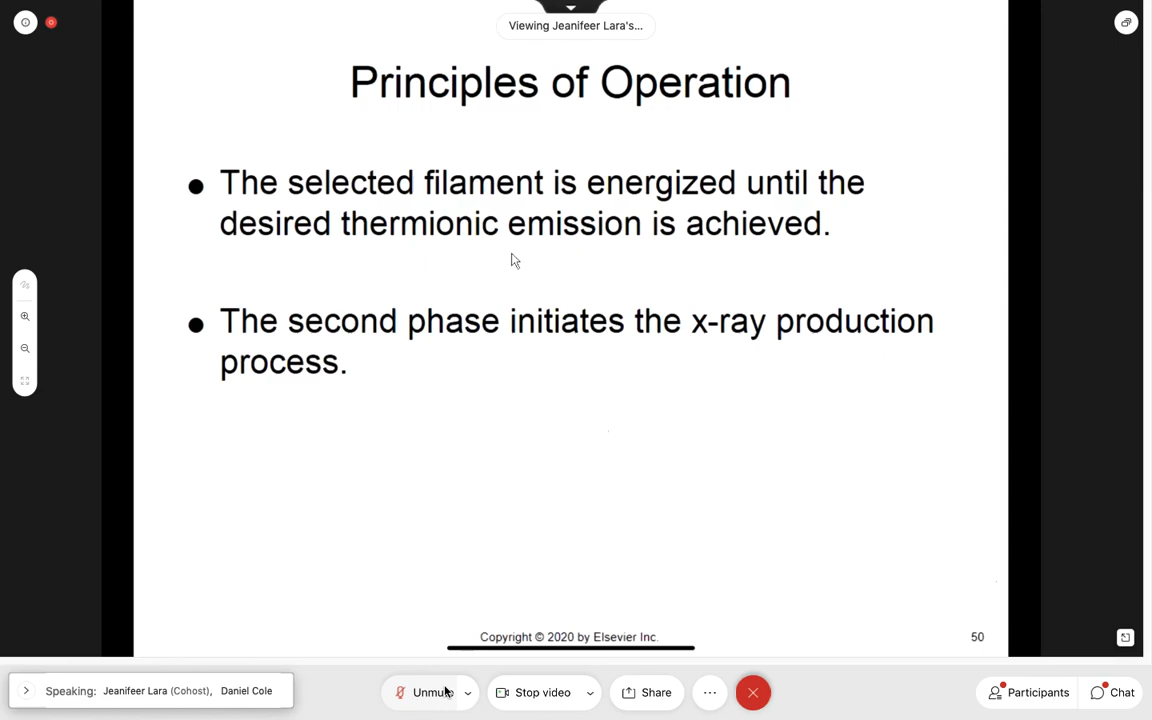 Viewing Jeanifeer Lara's...
Principles of Operation
The selected filament is energized until the
desired thermionic emission is achieved.
The second phase initiates the x-ray production
process.
Copyright © 2020 by Elsevier Inc.
50
Speaking: Jeanifeer Lara (Cohost), Daniel Cole
Unmute
Stop video
Share
Participants
Chat